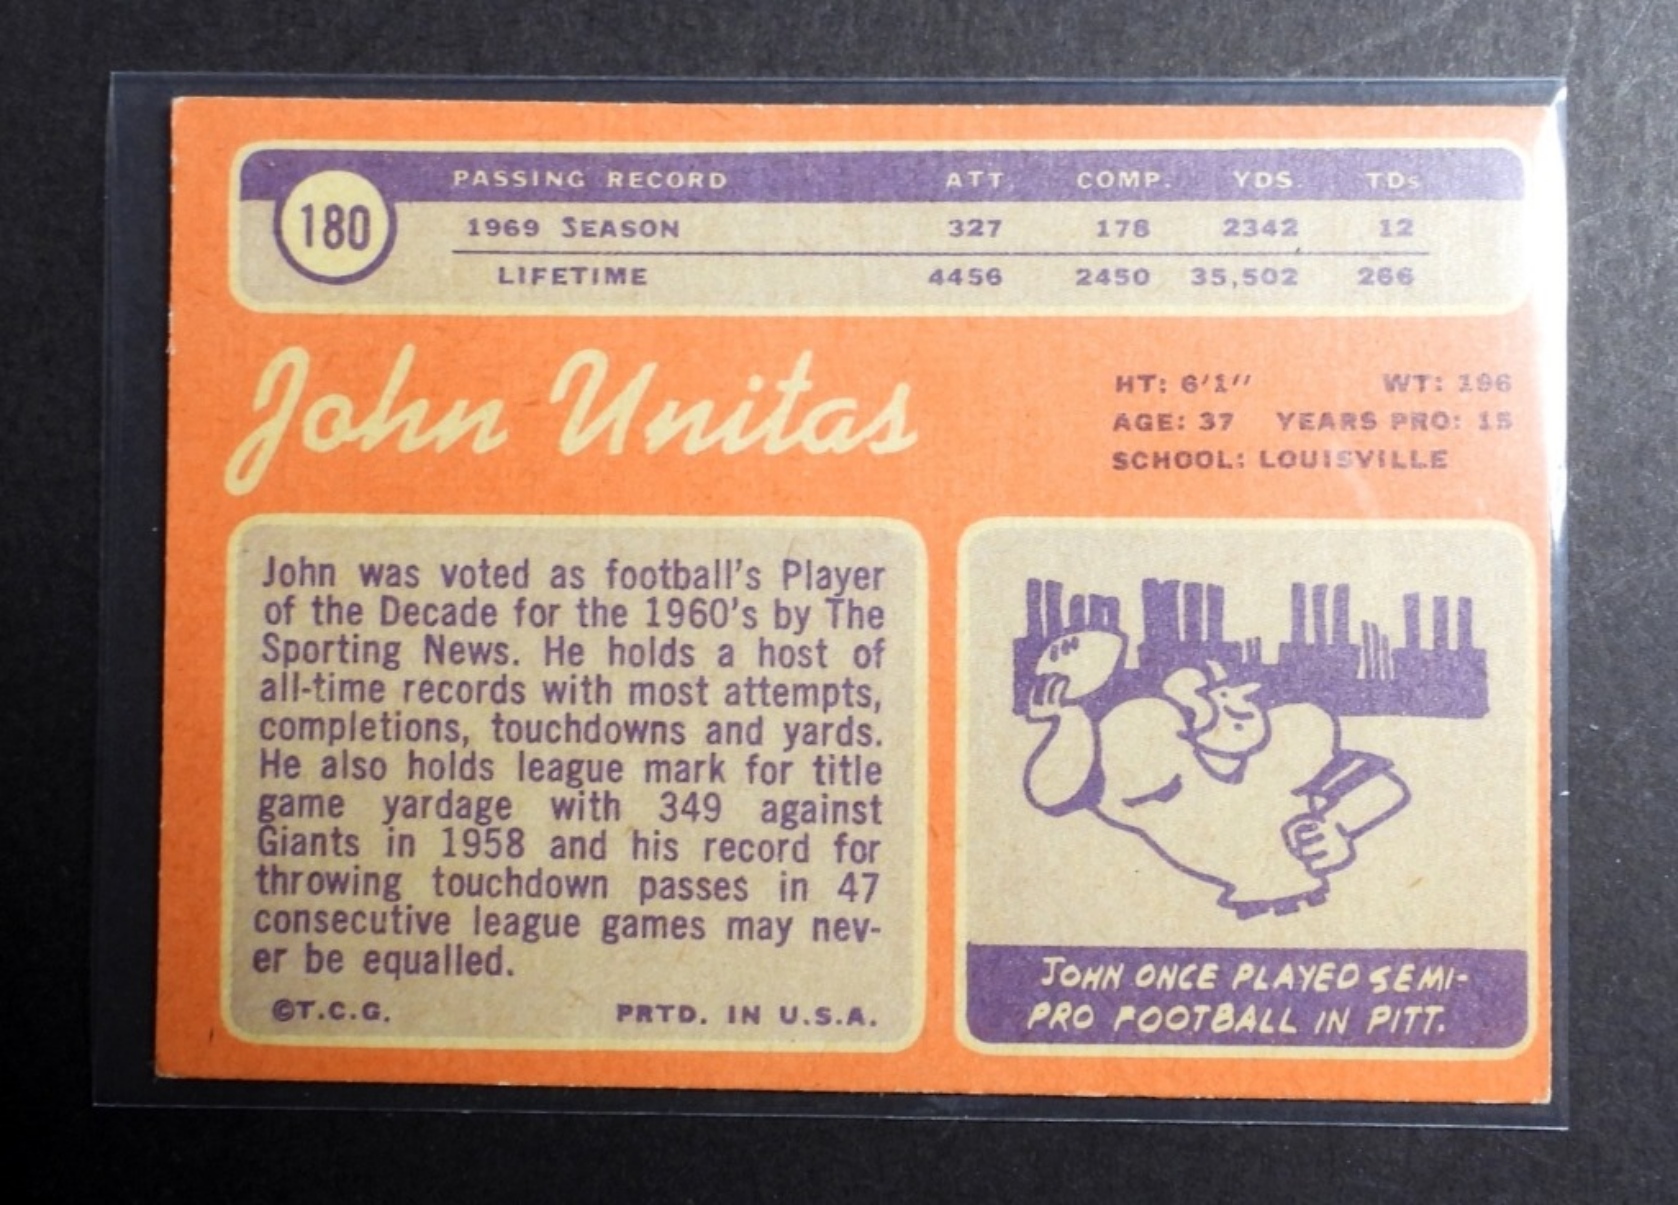 180
PASSING RECORD ATT. COMP. YDS. TDs
1969 SEASON 327 178 2342 12
LIFETIME 4456 2450 35,502 266
John Unitas
HT: 6'1" WT: 196
AGE: 37 YEARS PRO: 15
SCHOOL: LOUISVILLE
John was voted as football's Player
of the Decade for the 1960's by The
Sporting News. He holds a host of
all-time records with most attempts,
completions, touchdowns and yards.
He also holds league mark for title
game yardage with 349 against
Giants in 1958 and his record for
throwing touchdown passes in 47
consecutive league games may nev-
er be equalled.
©T.C.G. PRTD. IN U.S.A.
JOHN ONCE PLAYED SEMI-
PRO FOOTBALL IN PITT.